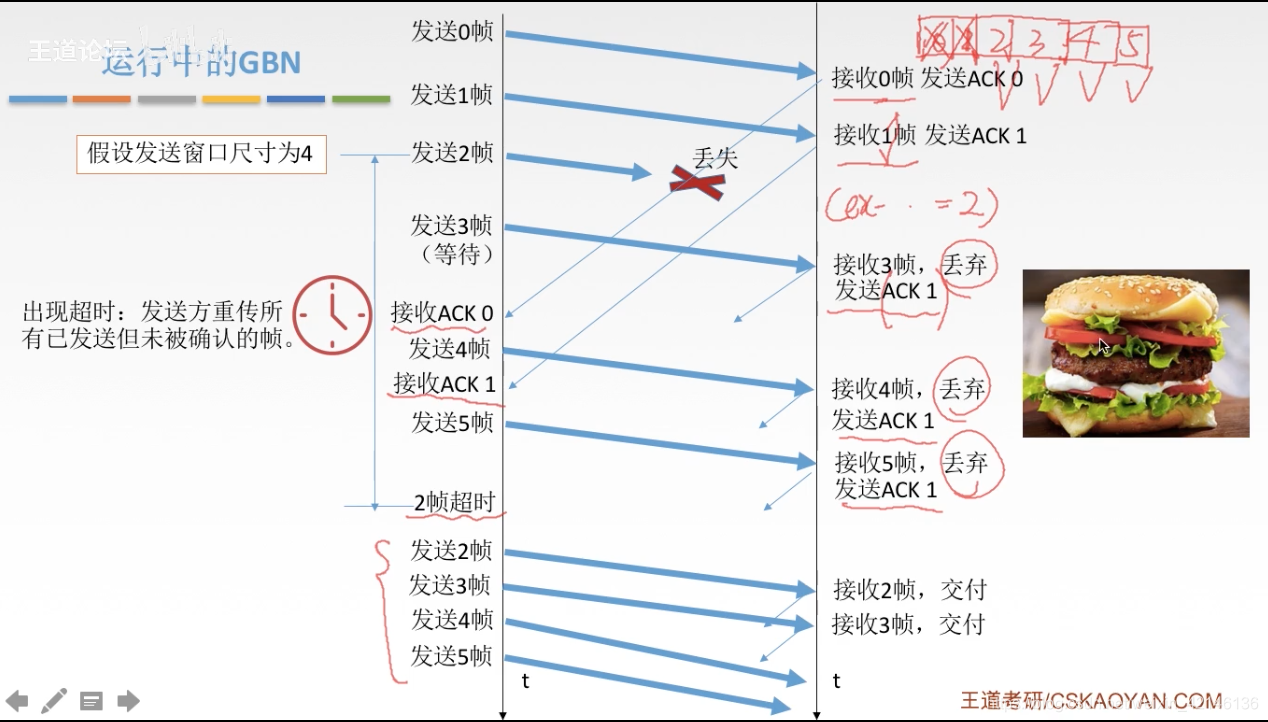 王道论坛
运行中的GBN
假设发送窗口尺寸为4
出现超时：发送方重传所
有已发送但未被确认的帧。
发送0帧
发送1帧
发送2帧
丢失
发送3帧
（等待）
接收ACK 0
发送4帧
接收ACK 1
发送5帧
2帧超时
发送2帧
发送3帧
发送4帧
发送5帧
t
2 3 4 5
接收0帧 发送ACK 0
接收1帧 发送ACK 1
(ex- · · = 2)
接收3帧，丢弃
发送ACK 1
接收4帧，丢弃
发送ACK 1
接收5帧，丢弃
发送ACK 1
接收2帧，交付
接收3帧，交付
t
王道考研/CSKAOYAN.COM